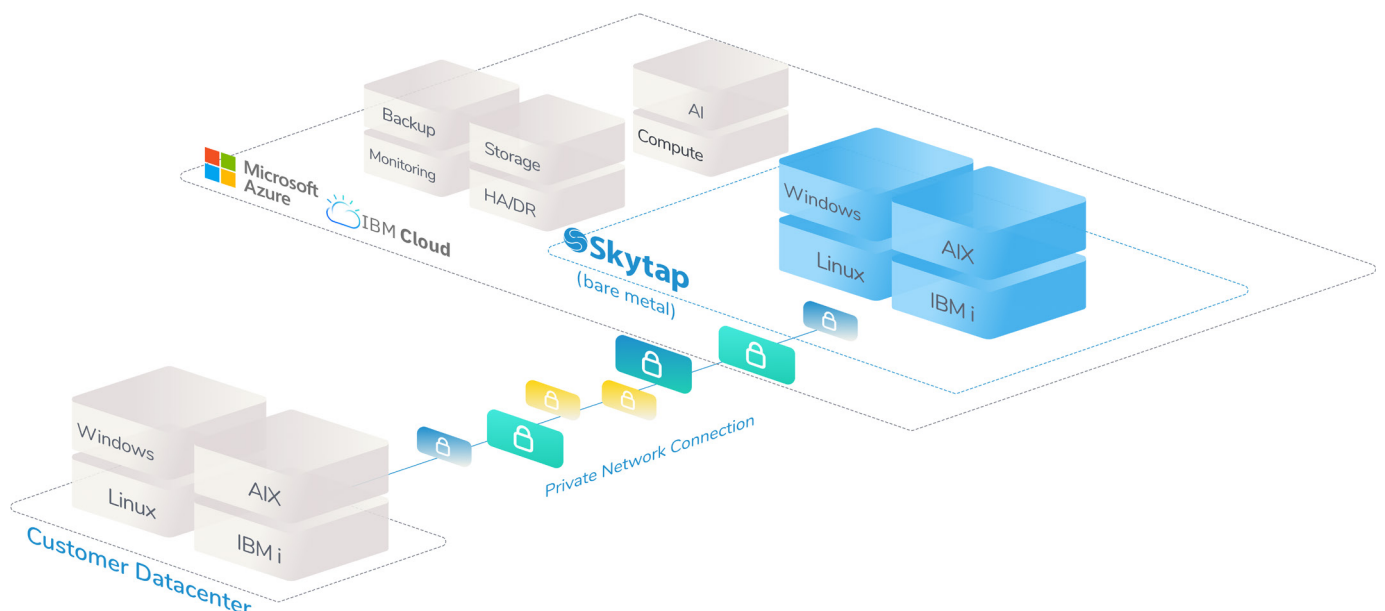 Backup
Monitoring
Storage
HA/DR
AI
Compute
Microsoft
Azure
IBM Cloud
Skytap
(bare metal)
Windows
Linux
AIX
IBM i
Private Network Connection
Windows
Linux
AIX
IBM i
Customer Datacenter